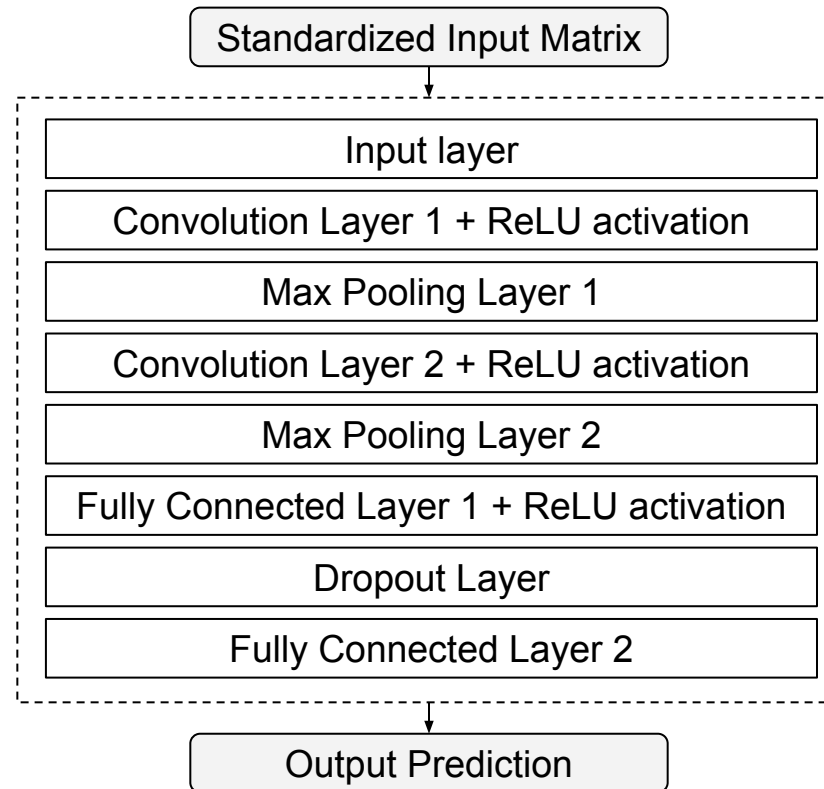 Standardized Input Matrix
Input layer
Convolution Layer 1 + ReLU activation
Max Pooling Layer 1
Convolution Layer 2 + ReLU activation
Max Pooling Layer 2
Fully Connected Layer 1 + ReLU activation
Dropout Layer
Fully Connected Layer 2
Output Prediction